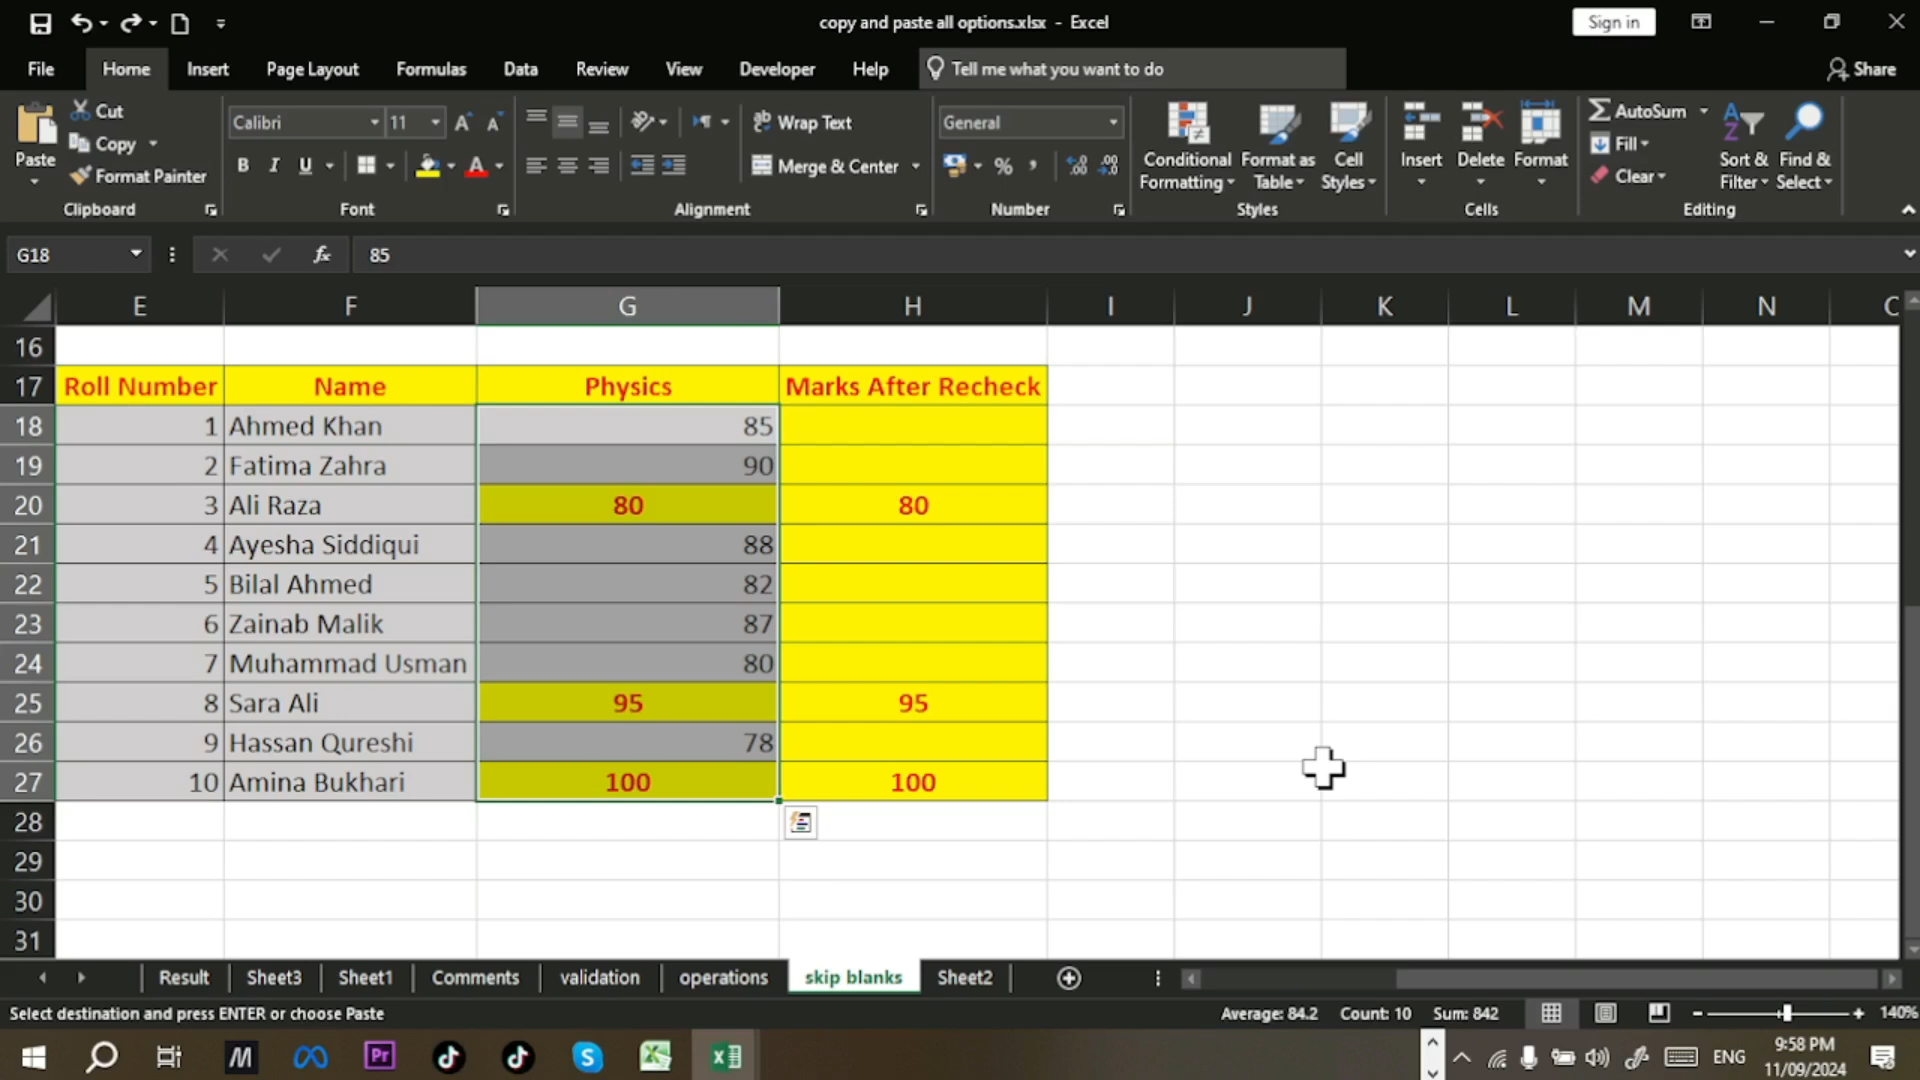 copy and paste all options.xlsx - Excel
Sign in
File Home Insert Page Layout Formulas Data Review View Developer Help Tell me what you want to do Share
Paste Cut Copy Format Painter Clipboard
Calibri 11 A A B I U A Font
Wrap Text Merge & Center Alignment
General % , Number
Conditional Formatting Format as Table Cell Styles Styles
Insert Delete Format Cells
AutoSum Fill Clear Sort & Filter Find & Select Editing
G18 fx 85
E F G H I J K L M N
16
17 Roll Number Name Physics Marks After Recheck
18 1 Ahmed Khan 85
19 2 Fatima Zahra 90
20 3 Ali Raza 80 80
21 4 Ayesha Siddiqui 88
22 5 Bilal Ahmed 82
23 6 Zainab Malik 87
24 7 Muhammad Usman 80
25 8 Sara Ali 95 95
26 9 Hassan Qureshi 78
27 10 Amina Bukhari 100 100
28
29
30
31
Result Sheet3 Sheet1 Comments validation operations skip blanks Sheet2
Select destination and press ENTER or choose Paste Average: 84.2 Count: 10 Sum: 842 140%
M Pr S X ENG 9:58 PM
11/09/2024